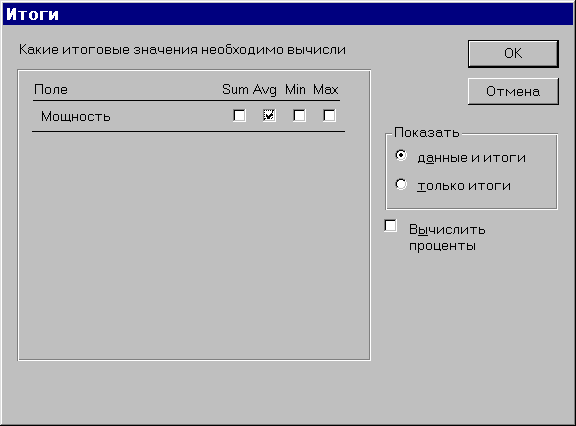 Итоги
Какие итоговые значения необходимо вычисли
OK
Отмена
Поле Sum Avg Min Max
Мощность
Показать
данные и итоги
только итоги
Вычислить
проценты